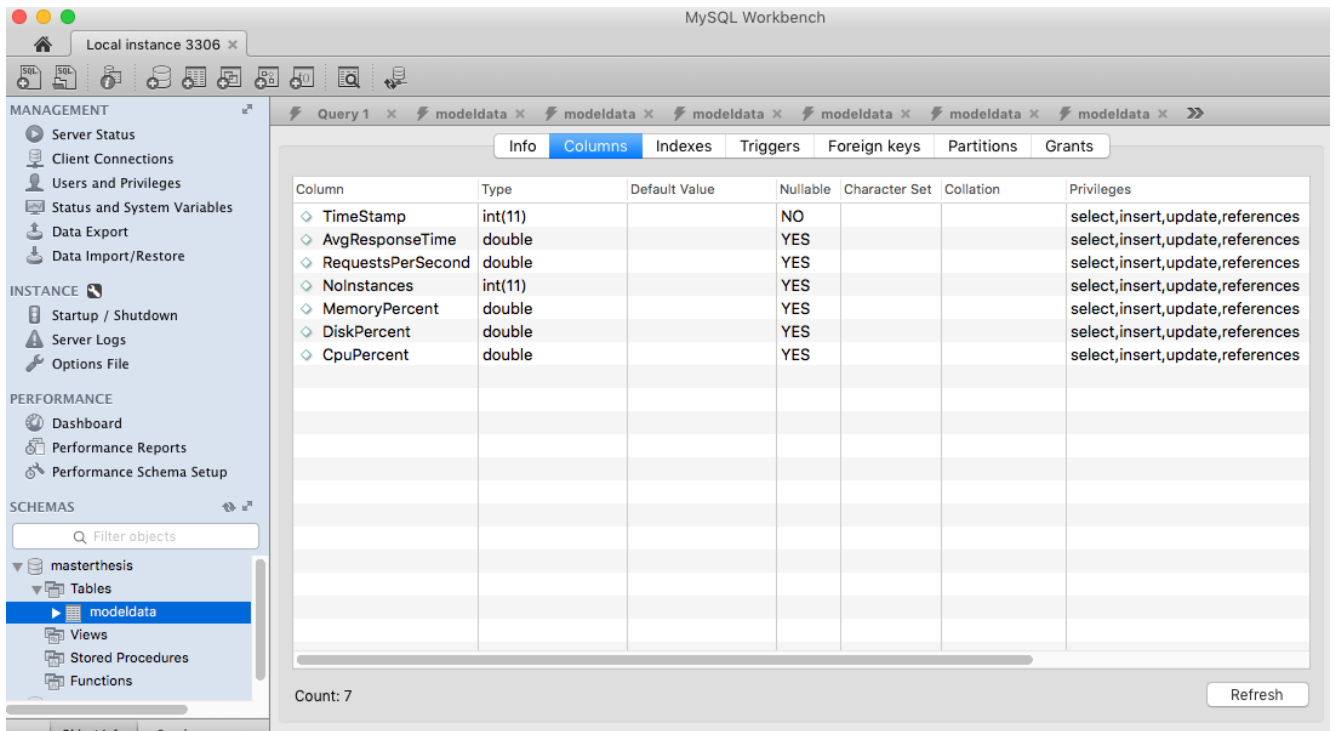 MySQL Workbench
Local instance 3306
MANAGEMENT
Server Status
Client Connections
Users and Privileges
Status and System Variables
Data Export
Data Import/Restore
INSTANCE
Startup / Shutdown
Server Logs
Options File
PERFORMANCE
Dashboard
Performance Reports
Performance Schema Setup
SCHEMAS
Filter objects
masterthesis
Tables
modeldata
Views
Stored Procedures
Functions
Query 1 modeldata modeldata modeldata modeldata modeldata modeldata
Info Columns Indexes Triggers Foreign keys Partitions Grants
Column Type Default Value Nullable Character Set Collation Privileges
TimeStamp int(11) NO select,insert,update,references
AvgResponseTime double YES select,insert,update,references
RequestsPerSecond double YES select,insert,update,references
NoInstances int(11) YES select,insert,update,references
MemoryPercent double YES select,insert,update,references
DiskPercent double YES select,insert,update,references
CpuPercent double YES select,insert,update,references
Count: 7
Refresh